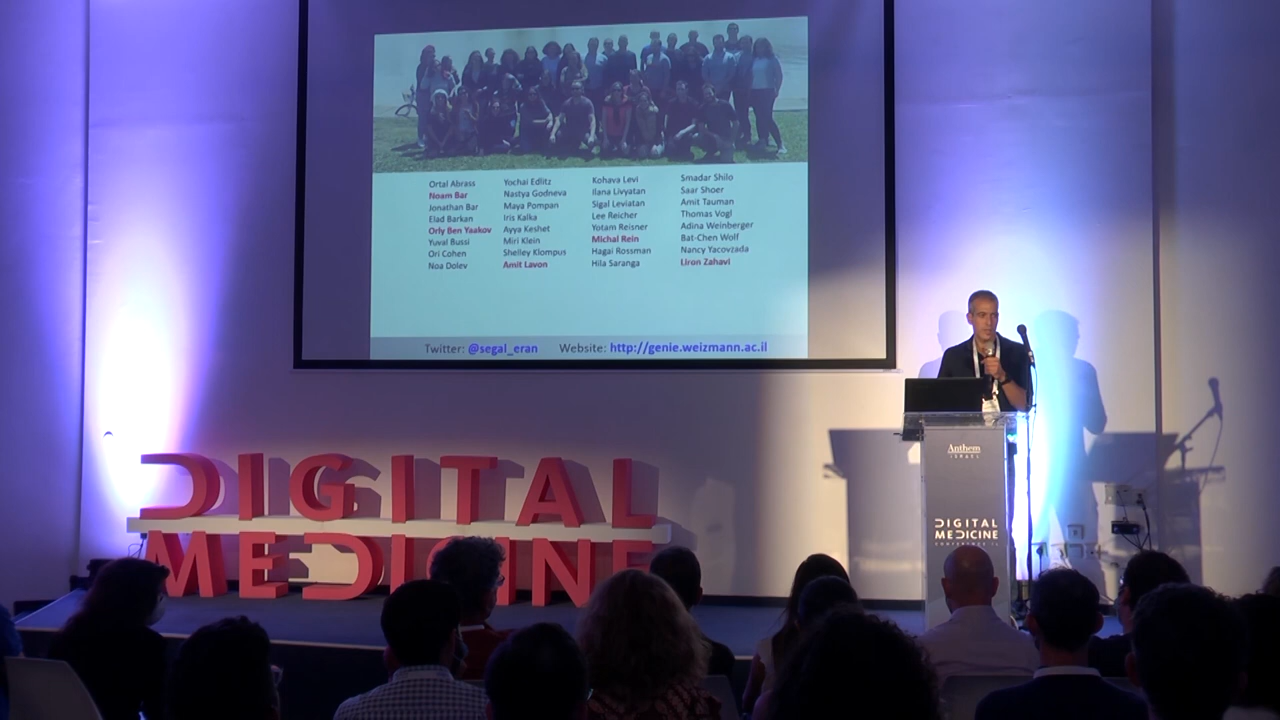 Ortal Abrass
Noam Bar
Jonathan Bar
Elad Barkan
Orly Ben Yaakov
Yuval Bussi
Ori Cohen
Noa Dolev
Yochai Edlitz
Nastya Godneva
Maya Pompan
Iris Kalka
Ayya Keshet
Miri Klein
Shelley Klompus
Amit Lavon
Kohava Levi
Ilana Livyatan
Sigal Leviatan
Lee Reicher
Yotam Reisner
Michal Rein
Hagai Rossman
Hila Saranga
Smadar Shilo
Saar Shoer
Amit Tauman
Thomas Vogl
Adina Weinberger
Bat-Chen Wolf
Nancy Yacovzada
Liron Zahavi
Twitter: @segal_eran Website: http://genie.weizmann.ac.il
Anthem
ISRAEL
DIGITAL
MEDICINE
CONFERENCE IL
DIGITAL
MEDICINE